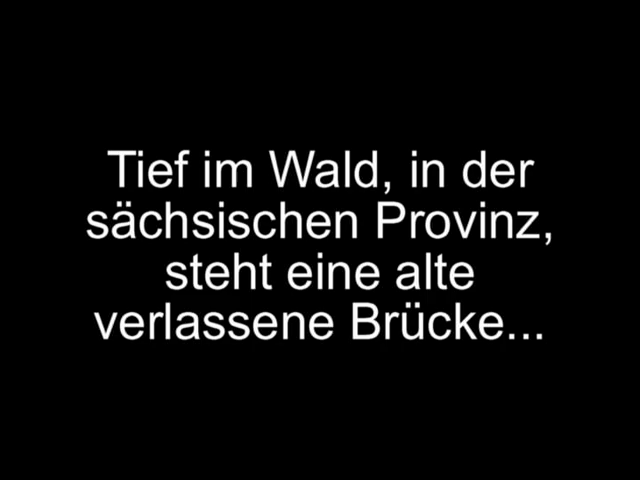 Tief im Wald, in der
sächsischen Provinz,
steht eine alte
verlassene Brücke...